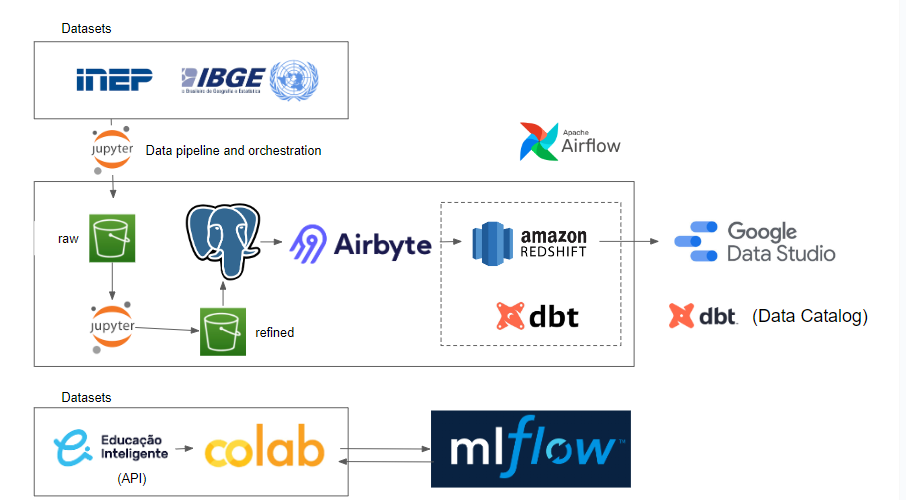 Datasets
inep
IBGE
o Brasileiro de Geografia e Estatística
jupyter
Data pipeline and orchestration
Apache
Airflow
raw
Airbyte
amazon
REDSHIFT
Google
Data Studio
jupyter
refined
dbt
dbt (Data Catalog)
Datasets
Educação
Inteligente
(API)
colab
mlflow™